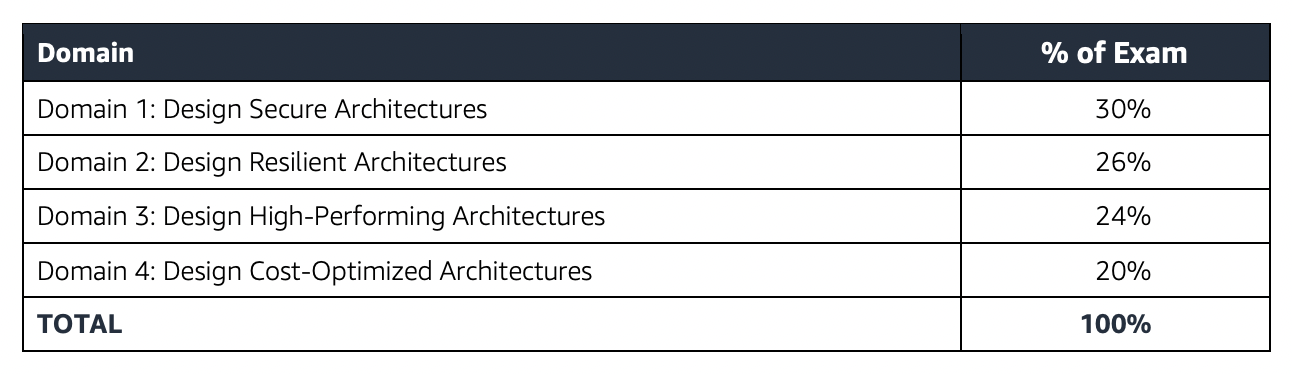 Domain % of Exam
Domain 1: Design Secure Architectures 30%
Domain 2: Design Resilient Architectures 26%
Domain 3: Design High-Performing Architectures 24%
Domain 4: Design Cost-Optimized Architectures 20%
TOTAL 100%